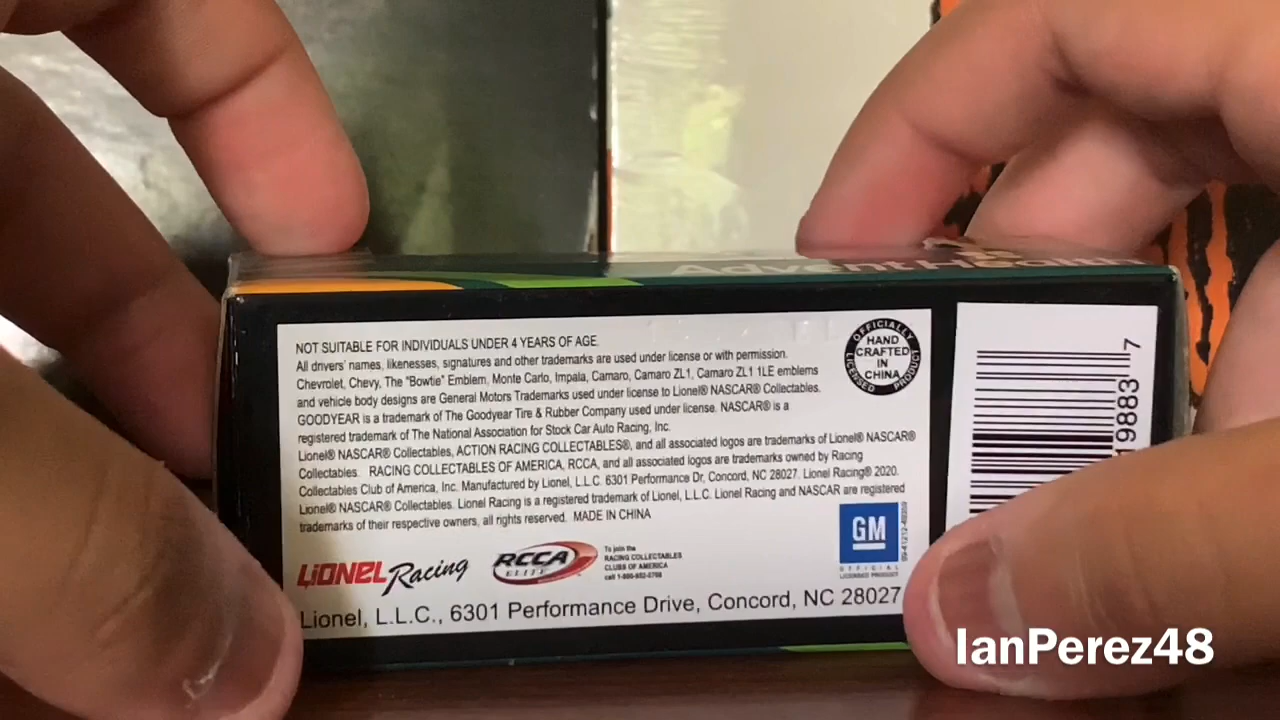 AdventHealth
NOT SUITABLE FOR INDIVIDUALS UNDER 4 YEARS OF AGE.
All drivers' names, likenesses, signatures and other trademarks are used under license or with permission.
Chevrolet, Chevy, The "Bowtie" Emblem, Monte Carlo, Impala, Camaro, Camaro ZL1, Camaro ZL1 1LE emblems
and vehicle body designs are General Motors Trademarks used under license to Lionel® NASCAR® Collectables.
GOODYEAR is a trademark of The Goodyear Tire & Rubber Company used under license. NASCAR® is a
registered trademark of The National Association for Stock Car Auto Racing, Inc.
Lionel® NASCAR® Collectables, ACTION RACING COLLECTABLES®, and all associated logos are trademarks of Lionel® NASCAR®
Collectables. RACING COLLECTABLES OF AMERICA, RCCA, and all associated logos are trademarks owned by Racing
Collectables Club of America, Inc. Manufactured by Lionel, L.L.C. 6301 Performance Dr, Concord, NC 28027. Lionel Racing® 2020.
Lionel® NASCAR® Collectables. Lionel Racing is a registered trademark of Lionel, L.L.C. Lionel Racing and NASCAR are registered
trademarks of their respective owners, all rights reserved. MADE IN CHINA
OFFICIALLY
HAND
CRAFTED
IN
CHINA
LICENSED PRODUCT
19883 7
LIONEL Racing
RCCA
ELITE
To join the
RACING COLLECTABLES
CLUBS OF AMERICA
GM
OFFICIAL
LICENSED PRODUCT
Lionel, L.L.C., 6301 Performance Drive, Concord, NC 28027
IanPerez48